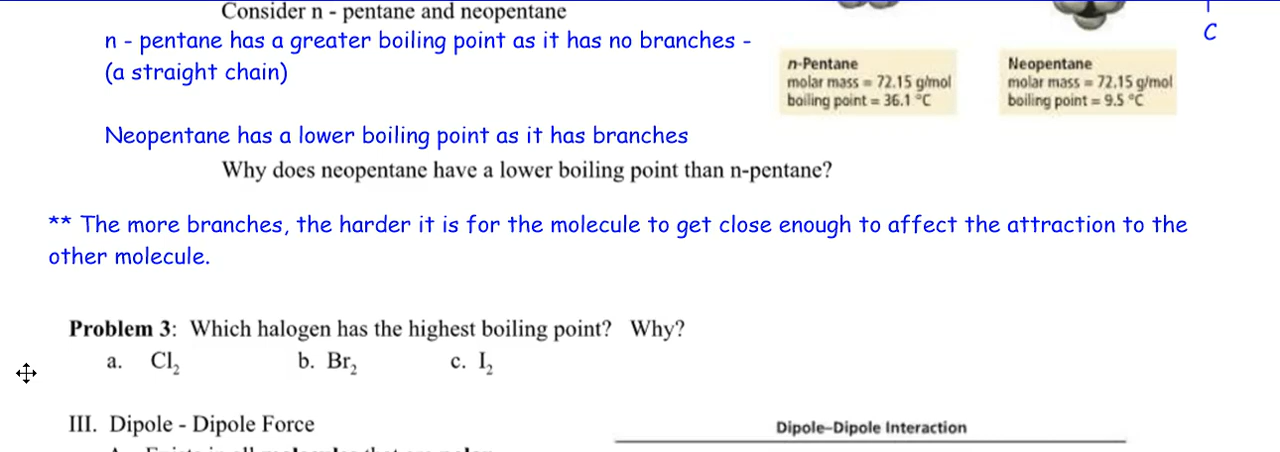 Consider n - pentane and neopentane
n - pentane has a greater boiling point as it has no branches -
(a straight chain)
C
n-Pentane
molar mass = 72.15 g/mol
boiling point = 36.1 °C
Neopentane
molar mass = 72.15 g/mol
boiling point = 9.5 °C
Neopentane has a lower boiling point as it has branches
Why does neopentane have a lower boiling point than n-pentane?
** The more branches, the harder it is for the molecule to get close enough to affect the attraction to the
other molecule.
Problem 3: Which halogen has the highest boiling point? Why?
a. Cl₂ b. Br₂ c. I₂
III. Dipole - Dipole Force
Dipole–Dipole Interaction